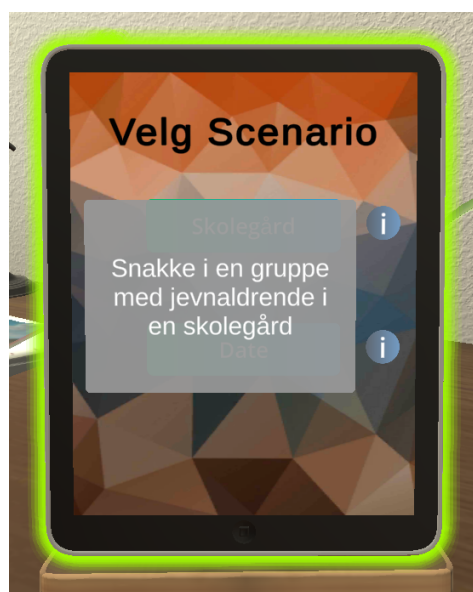 Velg Scenario
Skolegård
i
Snakke i en gruppe
med jevnaldrende i
en skolegård
Date
i